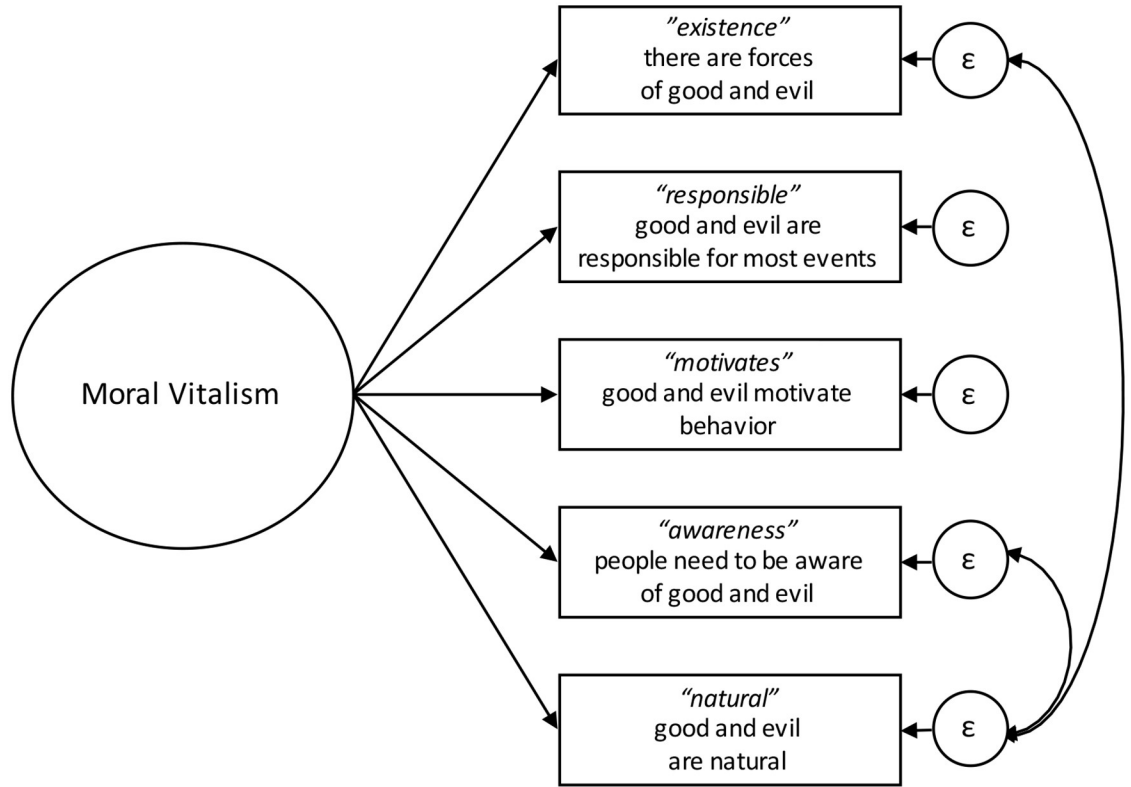 ”existence”
there are forces
of good and evil
ε
“responsible”
good and evil are
responsible for most events
ε
Moral Vitalism
“motivates”
good and evil motivate
behavior
ε
“awareness”
people need to be aware
of good and evil
ε
“natural”
good and evil
are natural
ε